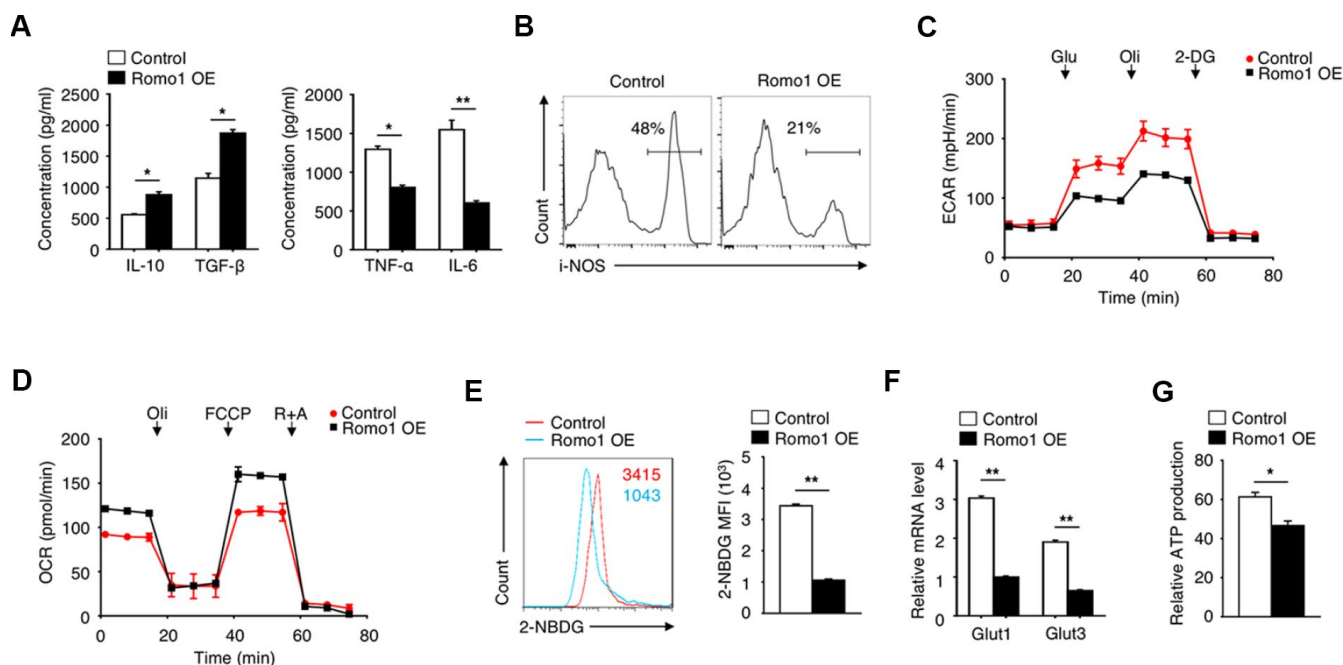 A
Control
Romo1 OE
Concentration (pg/ml)
2500
2000
1500
1000
500
0
*
*
IL-10 TGF-β
Concentration (pg/ml)
2000
1500
1000
500
0
*
**
TNF-α IL-6
B
Control Romo1 OE
48% 21%
Count
i-NOS
C
Glu Oli 2-DG
Control
Romo1 OE
ECAR (mpH/min)
300
200
100
0
0 20 40 60 80
Time (min)
D
Oli FCCP R+A
Control
Romo1 OE
OCR (pmol/min)
200
150
100
50
0
0 20 40 60 80
Time (min)
E
Control
Romo1 OE
3415
1043
Count
2-NBDG
Control
Romo1 OE
2-NBDG MFI (10³)
5
4
3
2
1
0
**
F
Control
Romo1 OE
Relative mRNA level
4
3
2
1
0
**
**
Glut1 Glut3
G
Control
Romo1 OE
Relative ATP production
80
60
40
20
0
*